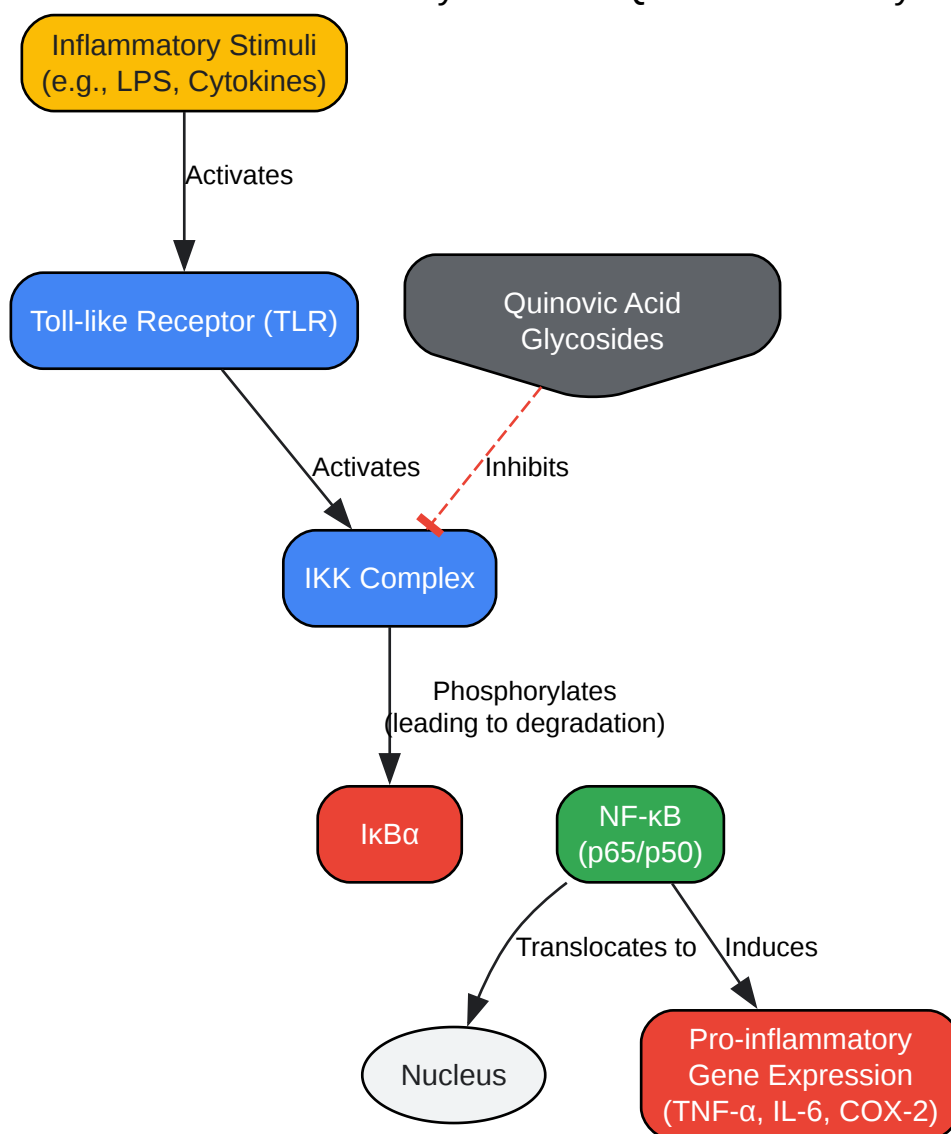 Inflammatory Stimuli
(e.g., LPS, Cytokines)
Activates
Toll-like Receptor (TLR)
Quinovic Acid
Glycosides
Activates
Inhibits
IKK Complex
Phosphorylates
(leading to degradation)
IκBα
NF-κB
(p65/p50)
Translocates to
Induces
Nucleus
Pro-inflammatory
Gene Expression
(TNF-α, IL-6, COX-2)